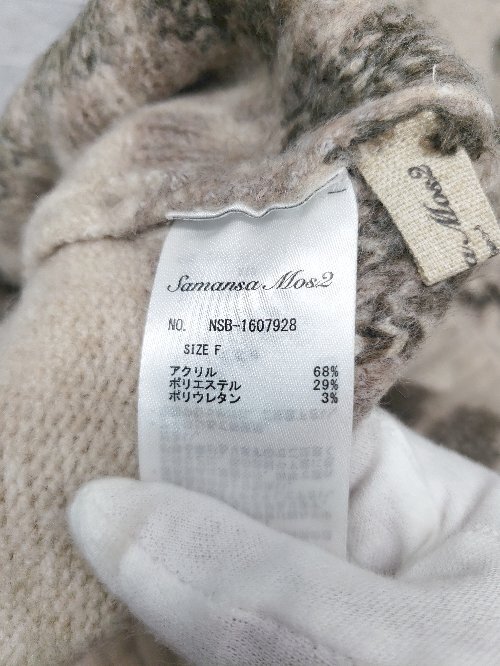 Samansa Mos2
NO. NSB-1607928
SIZE F
アクリル 68%
ポリエステル 29%
ポリウレタン 3%
Mos2